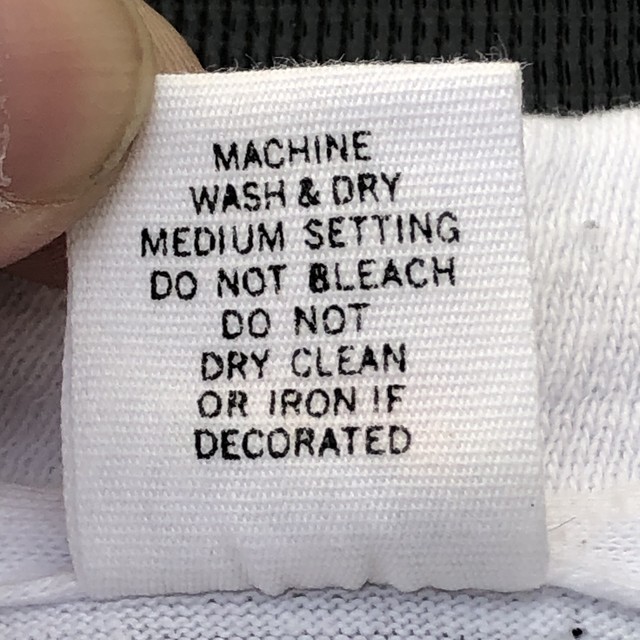 MACHINE
WASH & DRY
MEDIUM SETTING
DO NOT BLEACH
DO NOT
DRY CLEAN
OR IRON IF
DECORATED